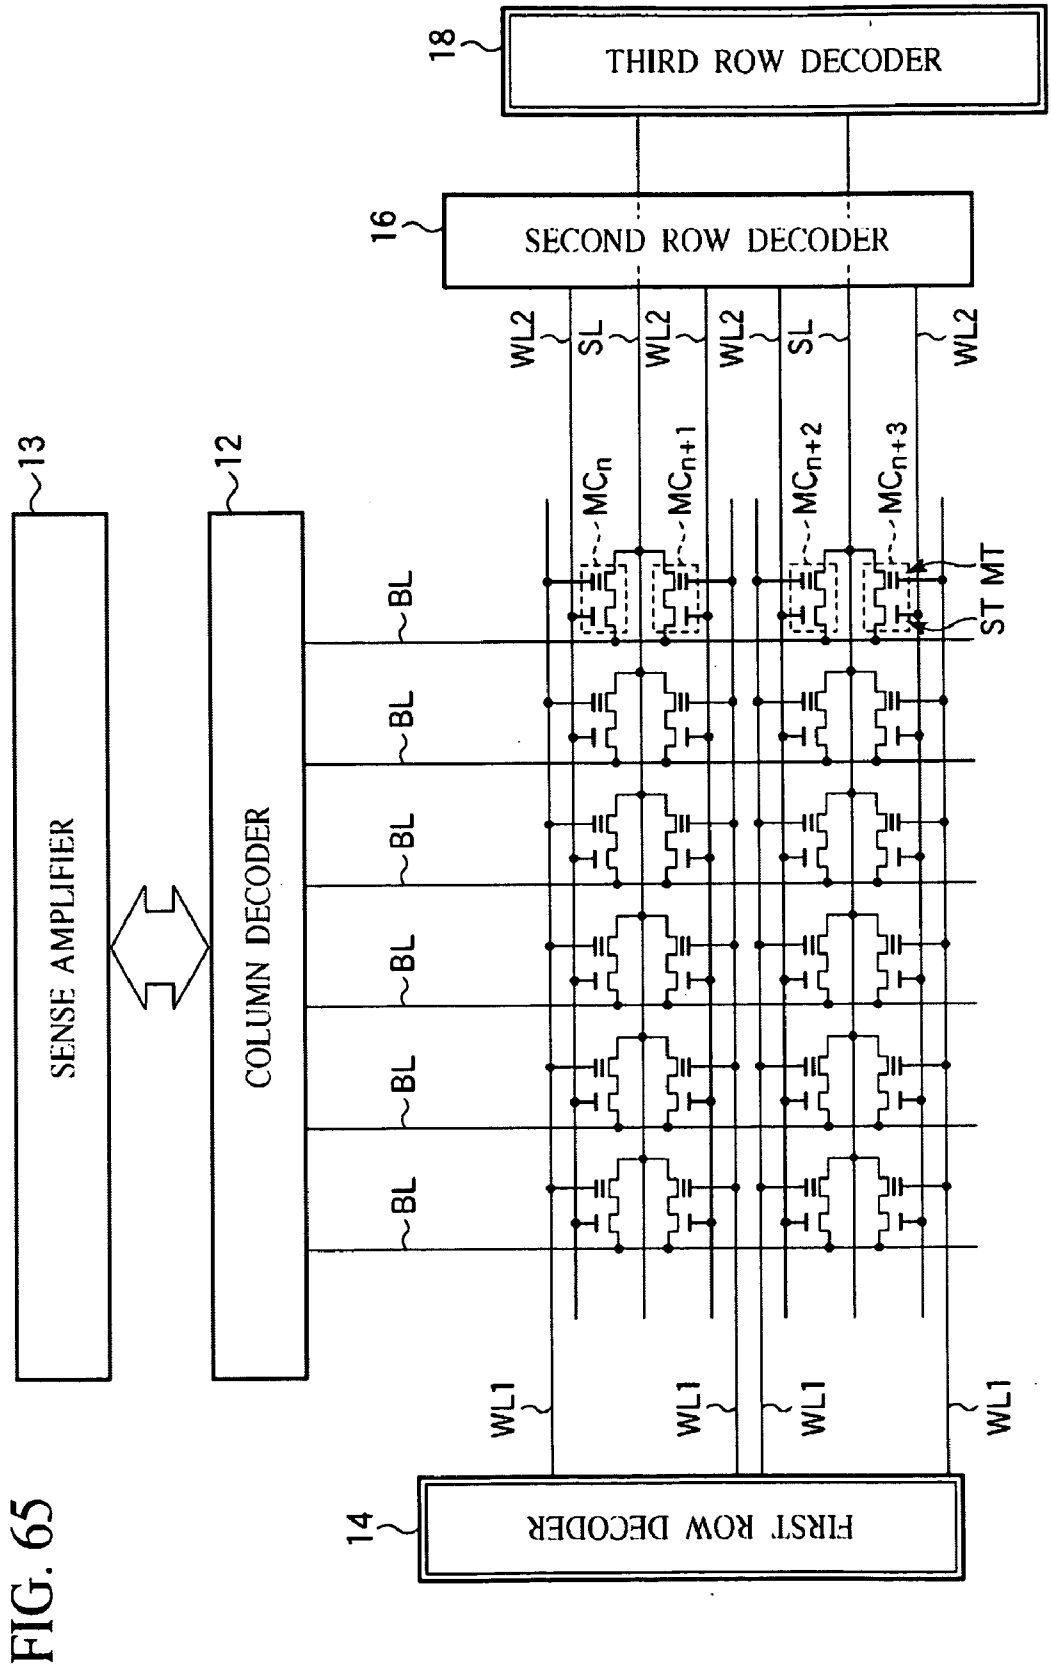 FIG. 65
13
SENSE AMPLIFIER
12
COLUMN DECODER
BL
BL
BL
BL
BL
BL
14
FIRST ROW DECODER
WL1
WL1
WL1
WL1
MCn
MCn+1
MCn+2
MCn+3
ST
MT
WL2
SL
WL2
WL2
SL
WL2
16
SECOND ROW DECODER
18
THIRD ROW DECODER